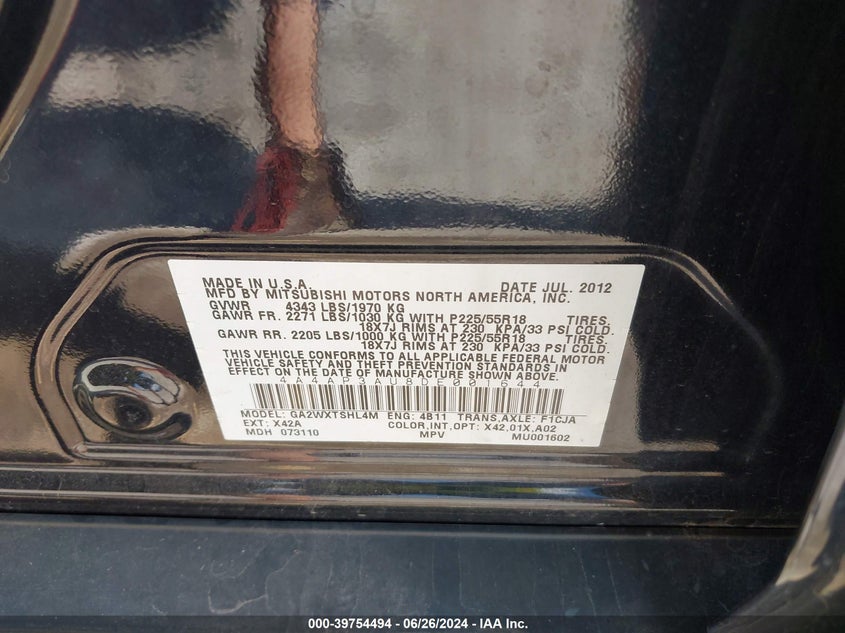 MADE IN U.S.A. DATE JUL. 2012
MFD BY MITSUBISHI MOTORS NORTH AMERICA, INC.
GVWR 4343 LBS/1970 KG
GAWR FR. 2271 LBS/1030 KG WITH P225/55R18 TIRES,
18X7J RIMS AT 230 KPA/33 PSI COLD.
GAWR RR. 2205 LBS/1000 KG WITH P225/55R18 TIRES,
18X7J RIMS AT 230 KPA/33 PSI COLD.
THIS VEHICLE CONFORMS TO ALL APPLICABLE FEDERAL MOTOR
VEHICLE SAFETY AND THEFT PREVENTION STANDARDS IN
EFFECT ON THE DATE OF MANUFACTURE SHOWN ABOVE.
4A4AP3AU8DE001644
MODEL: GA2WXTSHL4M ENG: 4B11 TRANS,AXLE: F1CJA
EXT: X42A COLOR,INT,OPT: X42,01X,A02
MDH 073110 MPV MU001602
000-39754494 - 06/26/2024 - IAA Inc.